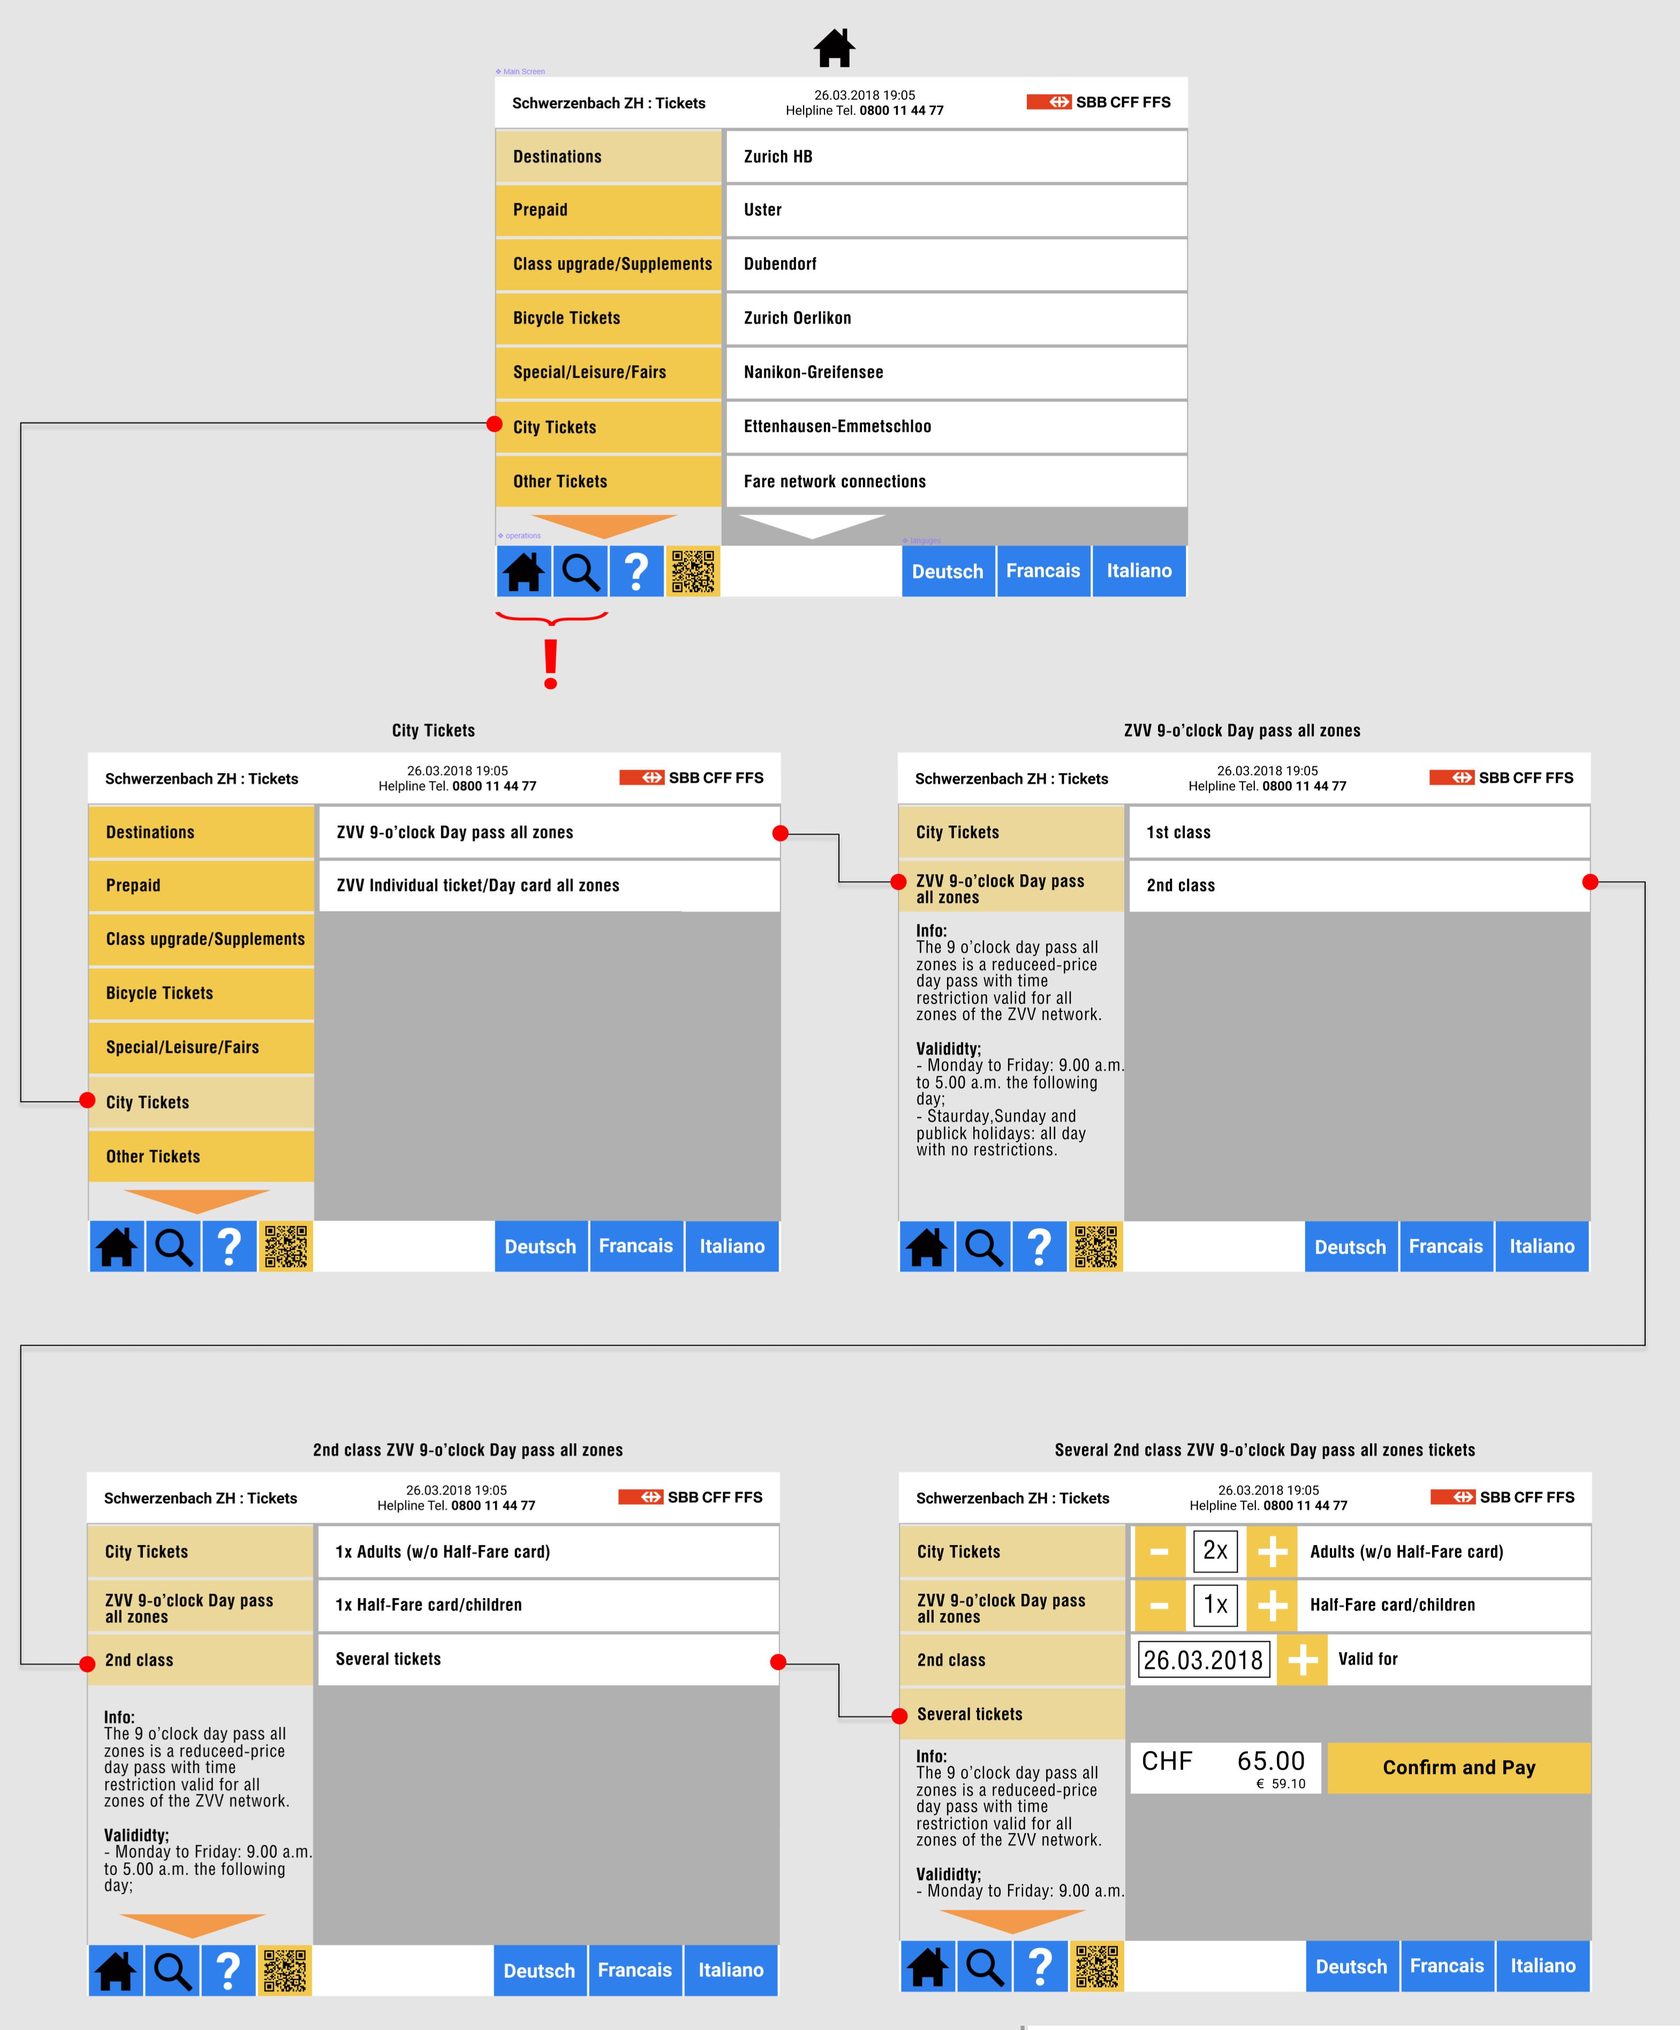 Main Screen
Schwerzenbach ZH : Tickets
26.03.2018 19:05
Helpline Tel. 0800 11 44 77
SBB CFF FFS
Destinations
Zurich HB
Prepaid
Uster
Class upgrade/Supplements
Dubendorf
Bicycle Tickets
Zurich Oerlikon
Special/Leisure/Fairs
Nanikon-Greifensee
City Tickets
Ettenhausen-Emmetschloo
Other Tickets
Fare network connections
operations
languges
?
Deutsch
Francais
Italiano
!
City Tickets
Schwerzenbach ZH : Tickets
26.03.2018 19:05
Helpline Tel. 0800 11 44 77
SBB CFF FFS
Destinations
ZVV 9-o'clock Day pass all zones
Prepaid
ZVV Individual ticket/Day card all zones
Class upgrade/Supplements
Bicycle Tickets
Special/Leisure/Fairs
City Tickets
Other Tickets
?
Deutsch
Francais
Italiano
ZVV 9-o'clock Day pass all zones
Schwerzenbach ZH : Tickets
26.03.2018 19:05
Helpline Tel. 0800 11 44 77
SBB CFF FFS
City Tickets
1st class
ZVV 9-o'clock Day pass
all zones
2nd class
Info:
The 9 o'clock day pass all
zones is a reduceed-price
day pass with time
restriction valid for all
zones of the ZVV network.
Valididty;
- Monday to Friday: 9.00 a.m.
to 5.00 a.m. the following
day;
- Staurday,Sunday and
publick holidays: all day
with no restrictions.
?
Deutsch
Francais
Italiano
2nd class ZVV 9-o'clock Day pass all zones
Schwerzenbach ZH : Tickets
26.03.2018 19:05
Helpline Tel. 0800 11 44 77
SBB CFF FFS
City Tickets
1x Adults (w/o Half-Fare card)
ZVV 9-o'clock Day pass
all zones
1x Half-Fare card/children
2nd class
Several tickets
Info:
The 9 o'clock day pass all
zones is a reduceed-price
day pass with time
restriction valid for all
zones of the ZVV network.
Valididty;
- Monday to Friday: 9.00 a.m.
to 5.00 a.m. the following
day;
?
Deutsch
Francais
Italiano
Several 2nd class ZVV 9-o'clock Day pass all zones tickets
Schwerzenbach ZH : Tickets
26.03.2018 19:05
Helpline Tel. 0800 11 44 77
SBB CFF FFS
City Tickets
- 2x + Adults (w/o Half-Fare card)
ZVV 9-o'clock Day pass
all zones
- 1x + Half-Fare card/children
2nd class
26.03.2018 + Valid for
Several tickets
Info:
The 9 o'clock day pass all
zones is a reduceed-price
day pass with time
restriction valid for all
zones of the ZVV network.
Valididty;
- Monday to Friday: 9.00 a.m.
CHF 65.00
€ 59.10
Confirm and Pay
?
Deutsch
Francais
Italiano